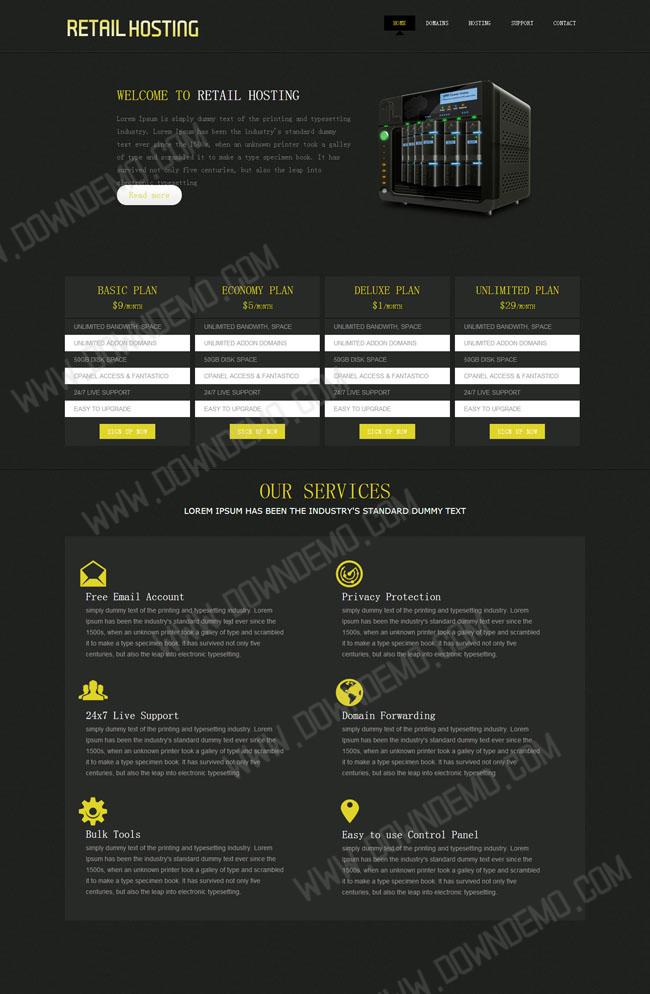 RETAIL HOSTING
HOME DOMAINS HOSTING SUPPORT CONTACT
WELCOME TO RETAIL HOSTING
Lorem Ipsum is simply dummy text of the printing and typesetting
industry. Lorem Ipsum has been the industry's standard dummy
text ever since the 1500s, when an unknown printer took a galley
of type and scrambled it to make a type specimen book. It has
survived not only five centuries, but also the leap into
electronic typesetting
Read more
BASIC PLAN
$9/MONTH
UNLIMITED BANDWITH, SPACE
UNLIMITED ADDON DOMAINS
50GB DISK SPACE
CPANEL ACCESS & FANTASTICO
24/7 LIVE SUPPORT
EASY TO UPGRADE
SIGN UP NOW
ECONOMY PLAN
$5/MONTH
UNLIMITED BANDWITH, SPACE
UNLIMITED ADDON DOMAINS
50GB DISK SPACE
CPANEL ACCESS & FANTASTICO
24/7 LIVE SUPPORT
EASY TO UPGRADE
SIGN UP NOW
DELUXE PLAN
$1/MONTH
UNLIMITED BANDWITH, SPACE
UNLIMITED ADDON DOMAINS
50GB DISK SPACE
CPANEL ACCESS & FANTASTICO
24/7 LIVE SUPPORT
EASY TO UPGRADE
SIGN UP NOW
UNLIMITED PLAN
$29/MONTH
UNLIMITED BANDWITH, SPACE
UNLIMITED ADDON DOMAINS
50GB DISK SPACE
CPANEL ACCESS & FANTASTICO
24/7 LIVE SUPPORT
EASY TO UPGRADE
SIGN UP NOW
OUR SERVICES
LOREM IPSUM HAS BEEN THE INDUSTRY'S STANDARD DUMMY TEXT
Free Email Account
simply dummy text of the printing and typesetting industry. Lorem
Ipsum has been the industry's standard dummy text ever since the
1500s, when an unknown printer took a galley of type and scrambled
it to make a type specimen book. It has survived not only five
centuries, but also the leap into electronic typesetting.
Privacy Protection
simply dummy text of the printing and typesetting industry. Lorem
Ipsum has been the industry's standard dummy text ever since the
1500s, when an unknown printer took a galley of type and scrambled
it to make a type specimen book. It has survived not only five
centuries, but also the leap into electronic typesetting.
24x7 Live Support
simply dummy text of the printing and typesetting industry. Lorem
Ipsum has been the industry's standard dummy text ever since the
1500s, when an unknown printer took a galley of type and scrambled
it to make a type specimen book. It has survived not only five
centuries, but also the leap into electronic typesetting
Domain Forwarding
simply dummy text of the printing and typesetting industry. Lorem
Ipsum has been the industry's standard dummy text ever since the
1500s, when an unknown printer took a galley of type and scrambled
it to make a type specimen book. It has survived not only five
centuries, but also the leap into electronic typesetting.
Bulk Tools
simply dummy text of the printing and typesetting industry. Lorem
Ipsum has been the industry's standard dummy text ever since the
1500s, when an unknown printer took a galley of type and scrambled
it to make a type specimen book. It has survived not only five
centuries, but also the leap into electronic typesetting.
Easy to use Control Panel
simply dummy text of the printing and typesetting industry. Lorem
Ipsum has been the industry's standard dummy text ever since the
1500s, when an unknown printer took a galley of type and scrambled
it to make a type specimen book. It has survived not only five
centuries, but also the leap into electronic typesetting.
WWW.DOWNDEMO.COM
WWW.DOWNDEMO.COM
WWW.DOWNDEMO.COM
WWW.DOWNDEMO.COM
WWW.DOWNDEMO.COM
WWW.DOWNDEMO.COM
WWW.DOWNDEMO.COM
WWW.DOWNDEMO.COM